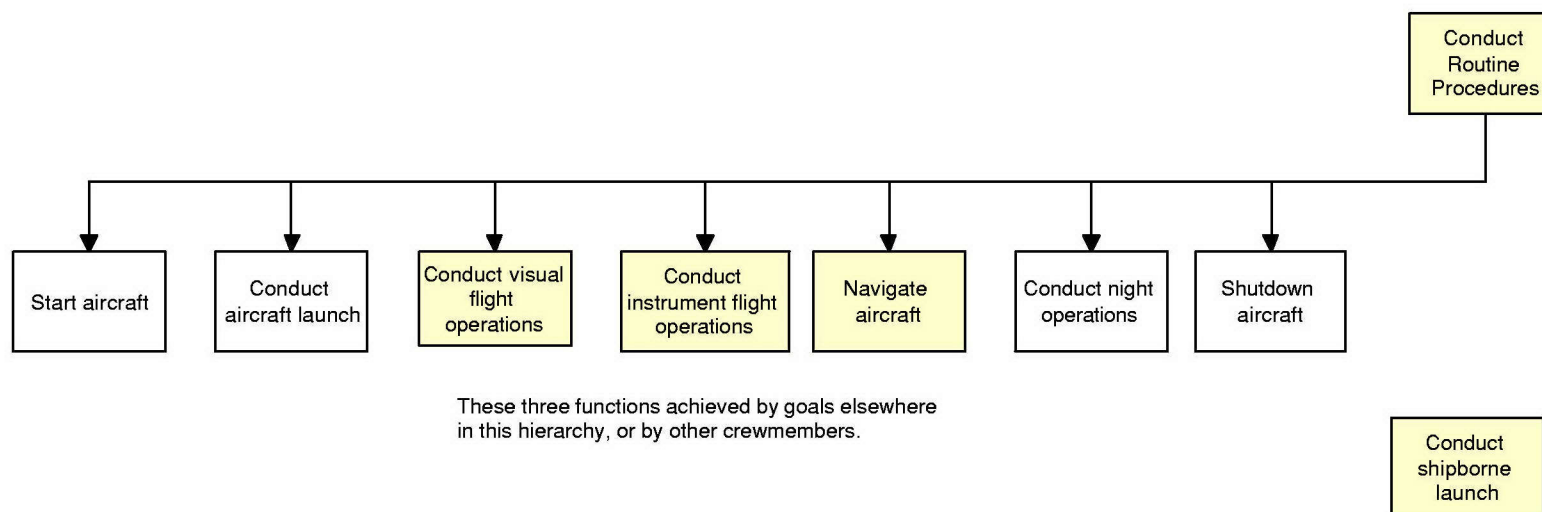 Conduct
Routine
Procedures
Start aircraft
Conduct
aircraft launch
Conduct visual
flight
operations
Conduct
instrument flight
operations
Navigate
aircraft
Conduct night
operations
Shutdown
aircraft
These three functions achieved by goals elsewhere
in this hierarchy, or by other crewmembers.
Conduct
shipborne
launch